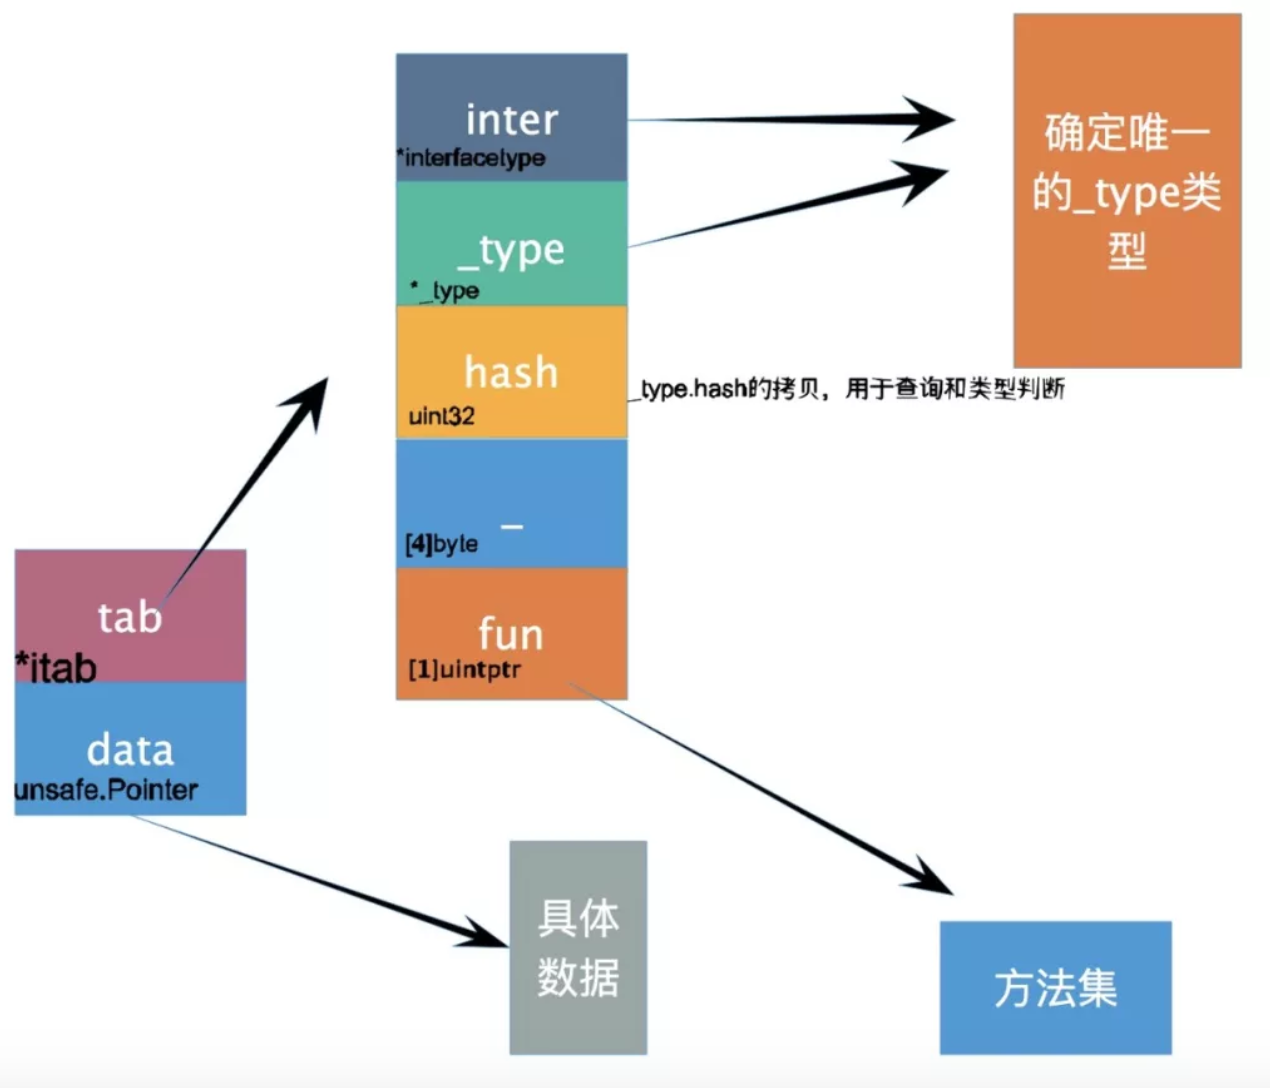 inter
*interfacetype
_type
*_type
hash
uint32
_
[4]byte
fun
[1]uintptr
确定唯一
的_type类
型
_type.hash的拷贝，用于查询和类型判断
tab
*itab
data
unsafe.Pointer
具体
数据
方法集